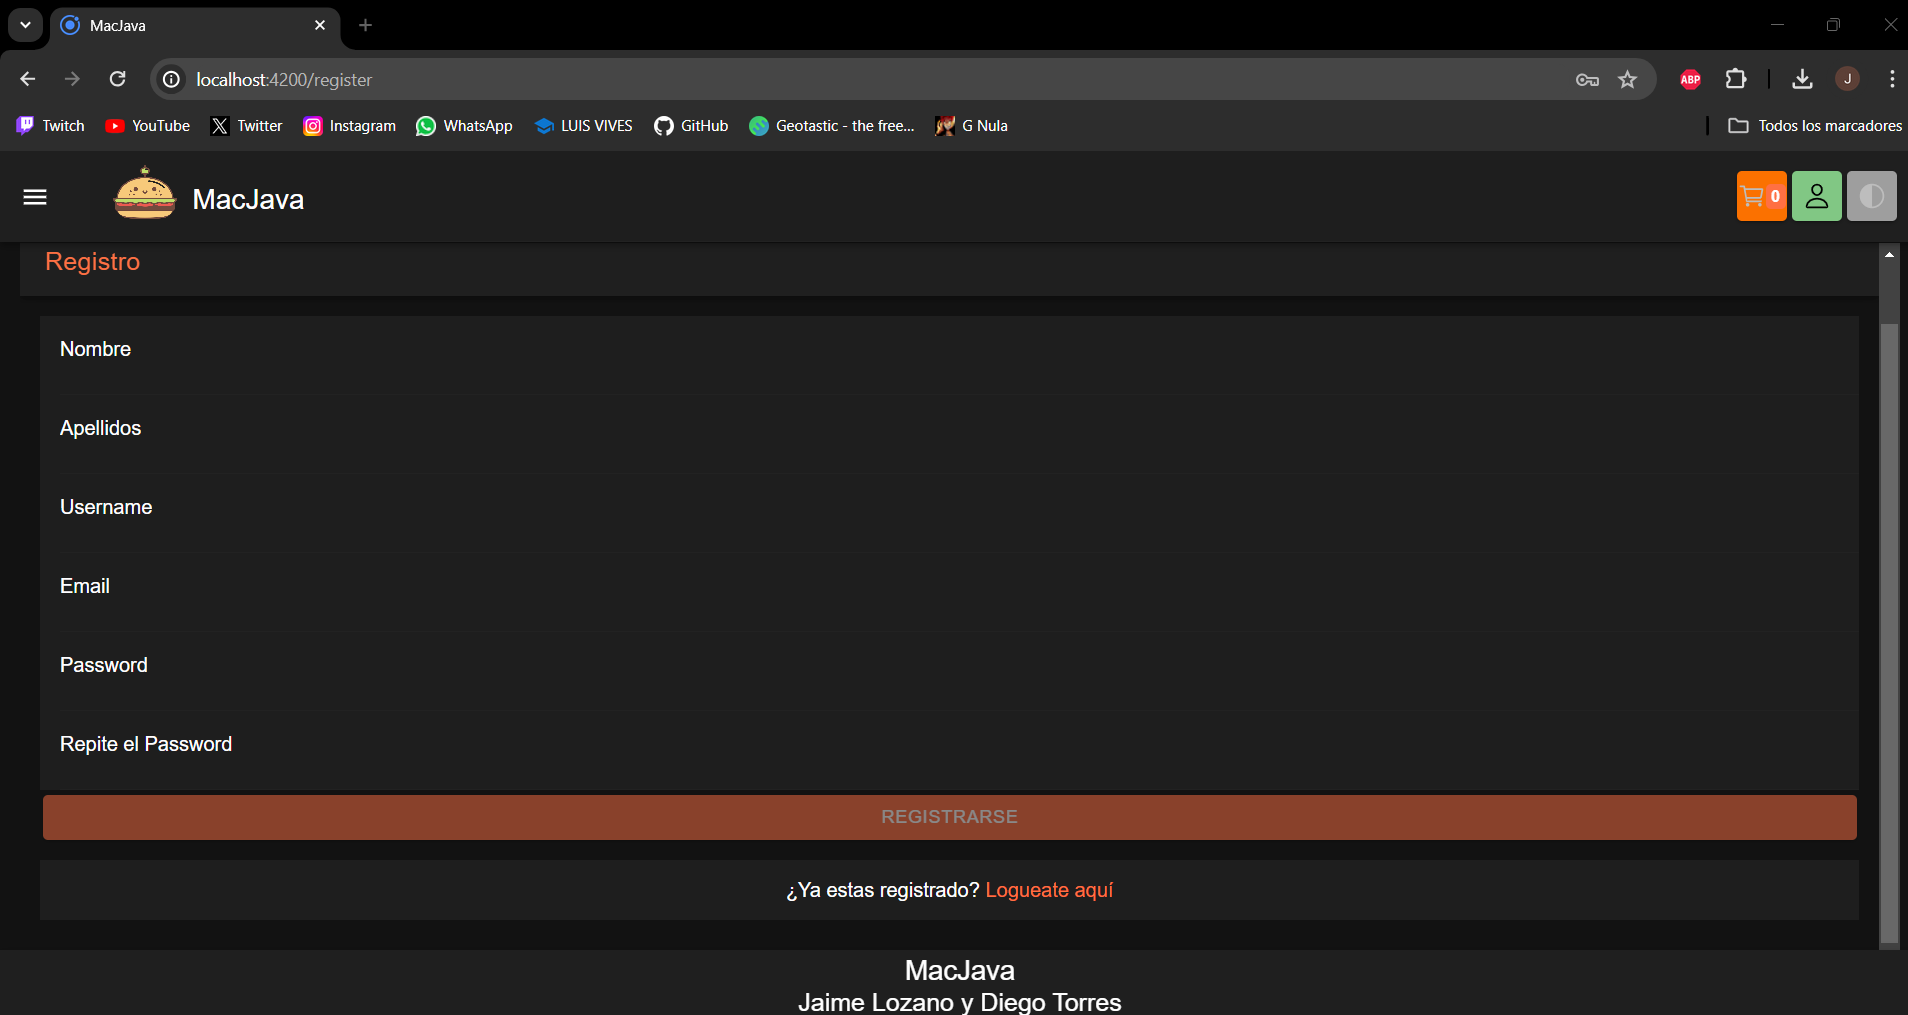 MacJava
localhost:4200/register
ABP
J
Twitch
YouTube
Twitter
Instagram
WhatsApp
LUIS VIVES
GitHub
Geotastic - the free...
G Nula
Todos los marcadores
MacJava
0
Registro
Nombre
Apellidos
Username
Email
Password
Repite el Password
REGISTRARSE
¿Ya estas registrado? Logueate aquí
MacJava
Jaime Lozano y Diego Torres